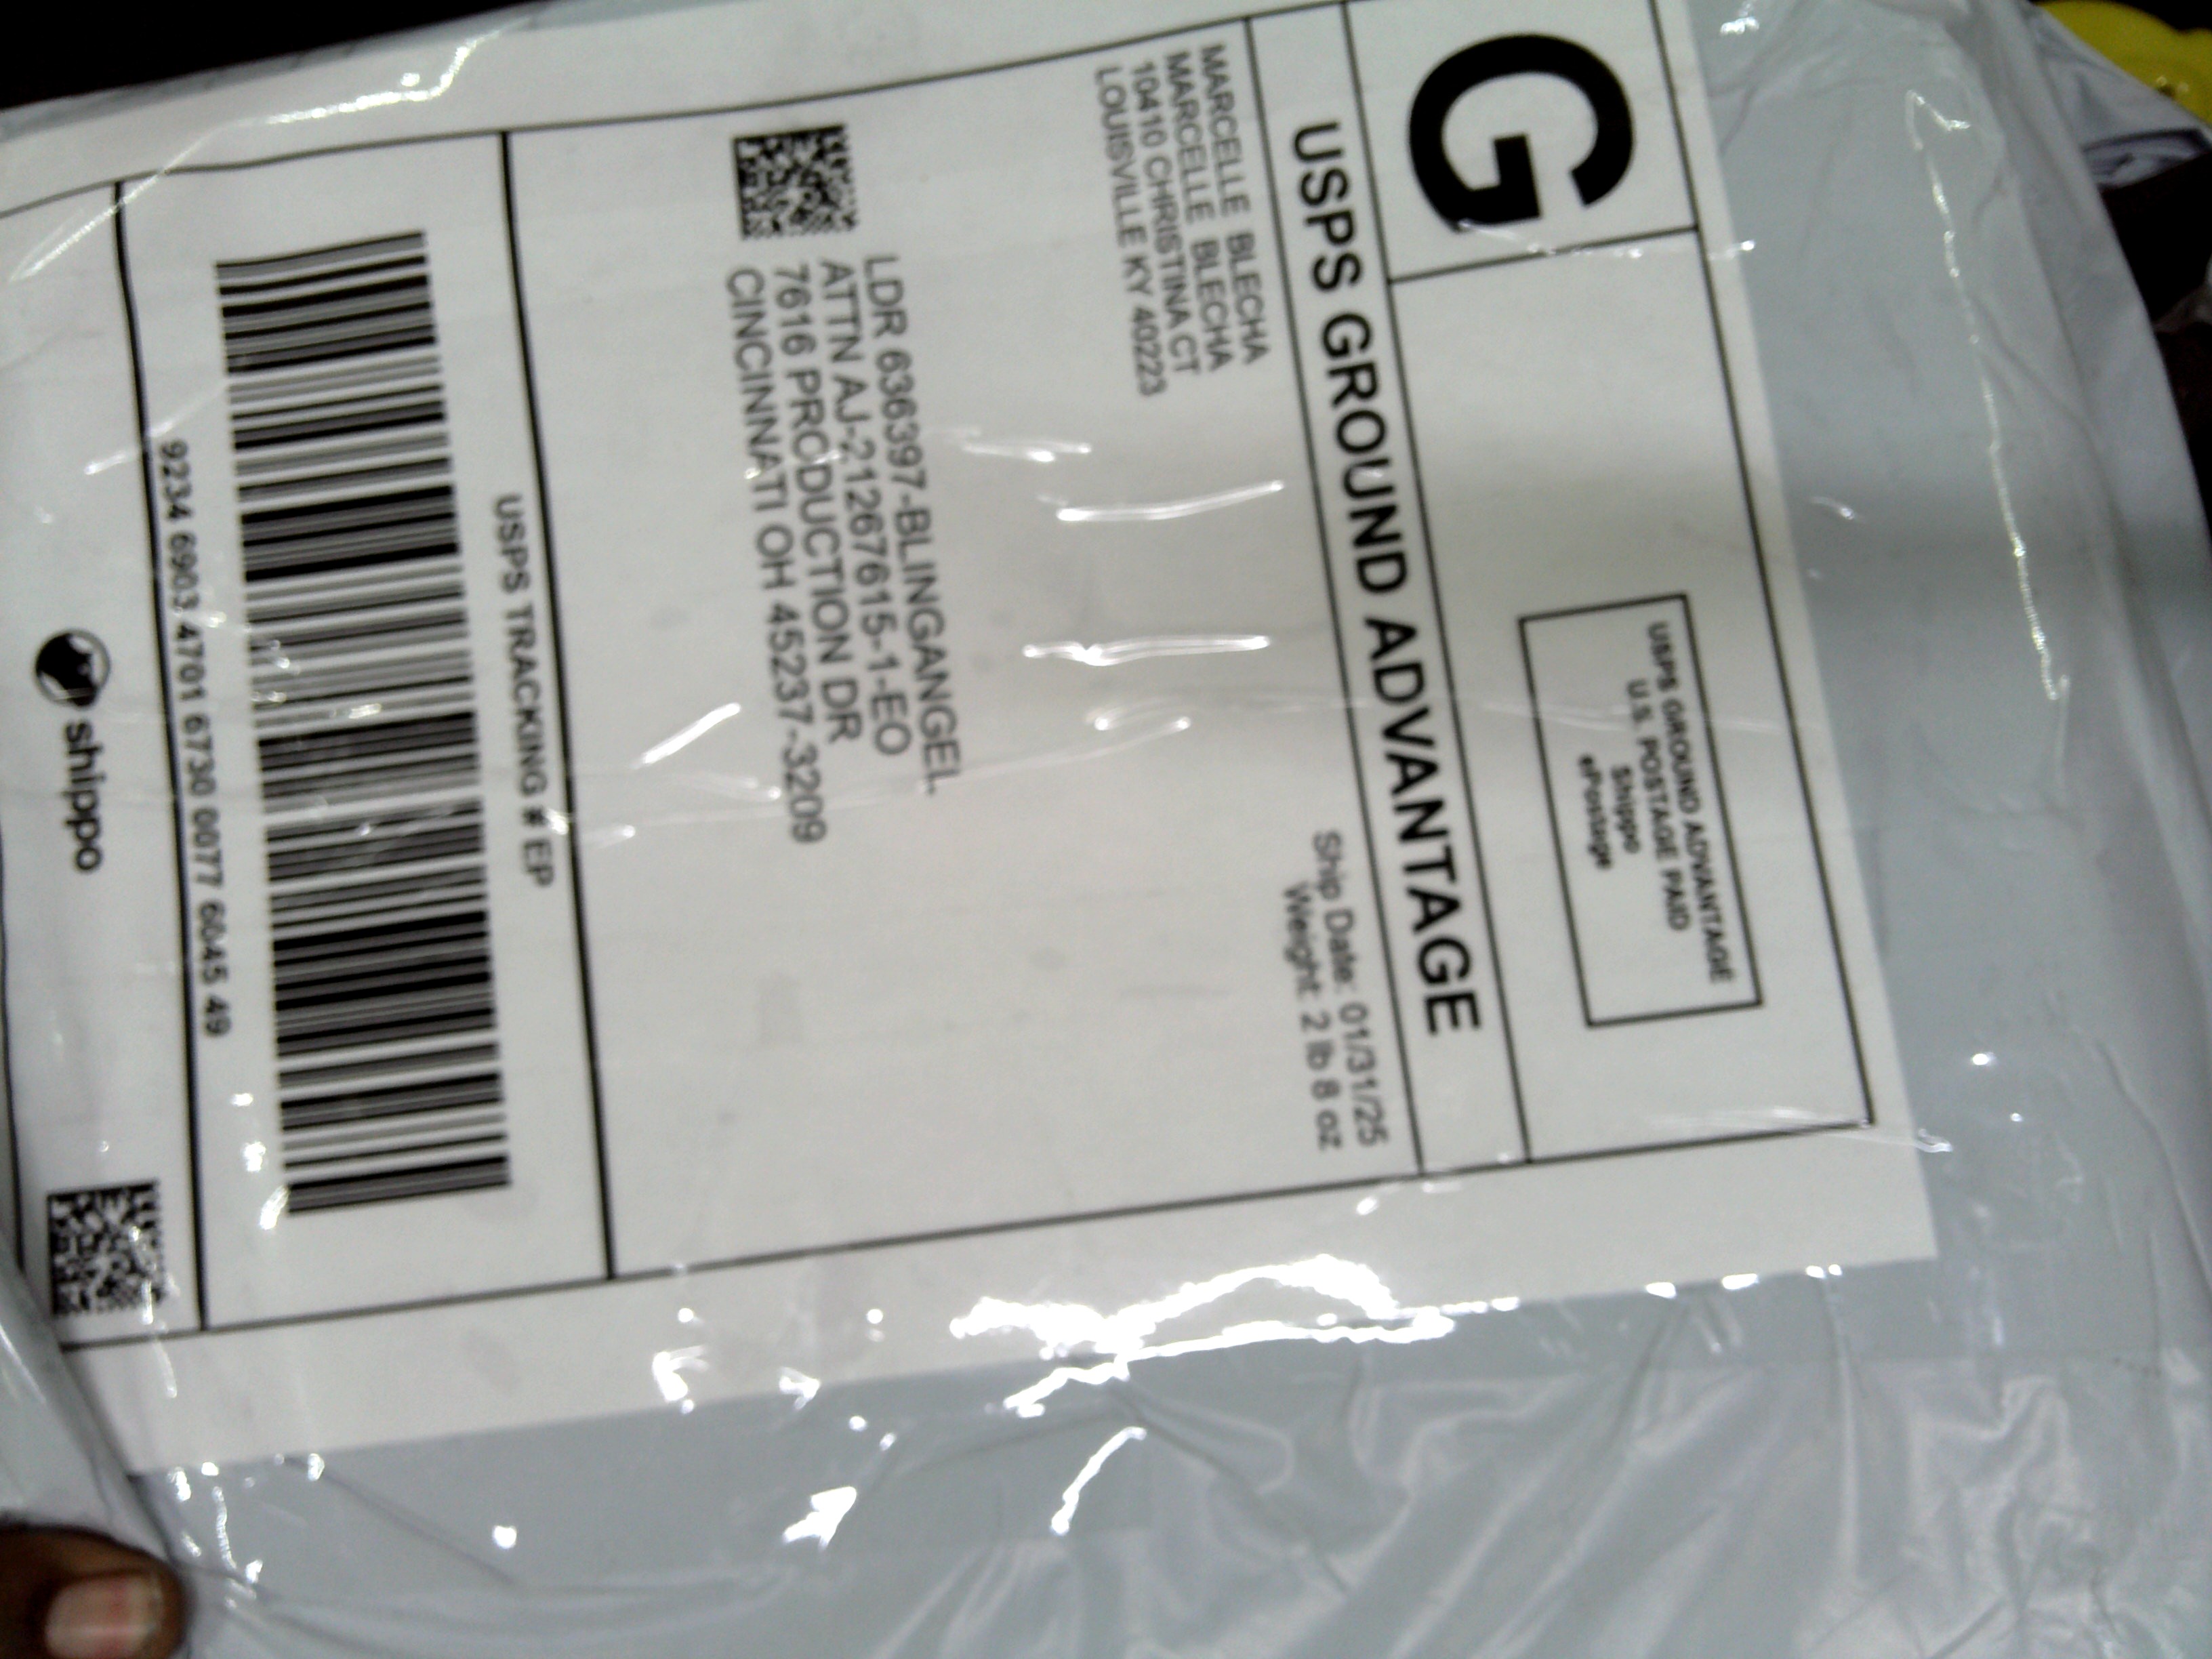 G
USPS GROUND ADVANTAGE
U.S. POSTAGE PAID
Shippo
ePostage
USPS GROUND ADVANTAGE
MARCELLE BLECHA
MARCELLE BLECHA
10410 CHRISTINA CT
LOUISVILLE KY 40223
Ship Date: 01/31/25
Weight: 2 lb 8 oz
LDR 636397-BLINGANGEL,
ATTN AJ-21267615-1-EO
7616 PRODUCTION DR
CINCINNATI OH 45237-3209
USPS TRACKING # EP
9234 6903 4701 6730 0077 6045 49
shippo